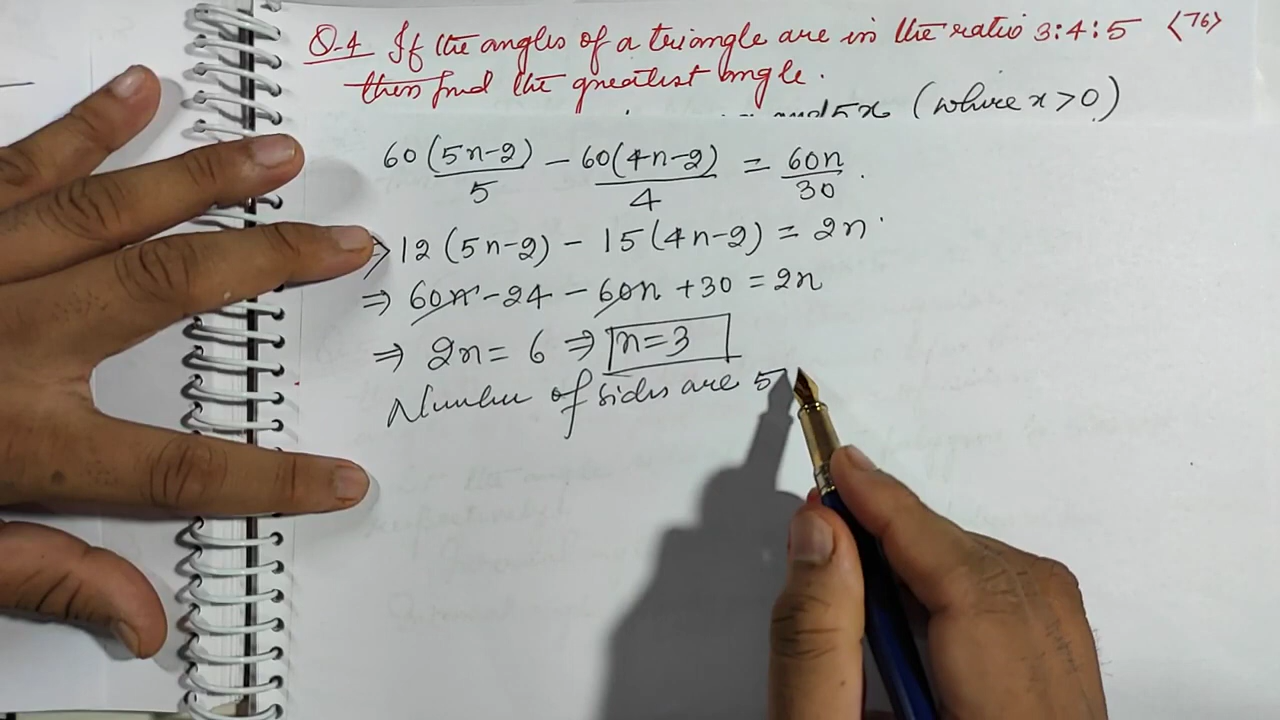 Q.4 If the angles of a triangle are in the ratio 3:4:5 <76>
then find the greatest angle.
and 5x (where x > 0)
60(5n-2)/5 - 60(4n-2)/4 = 60n/30.
⇒ 12(5n-2) - 15(4n-2) = 2n
⇒ 60n - 24 - 60n + 30 = 2n
⇒ 2n = 6 ⇒ n=3
Number of sides are 5